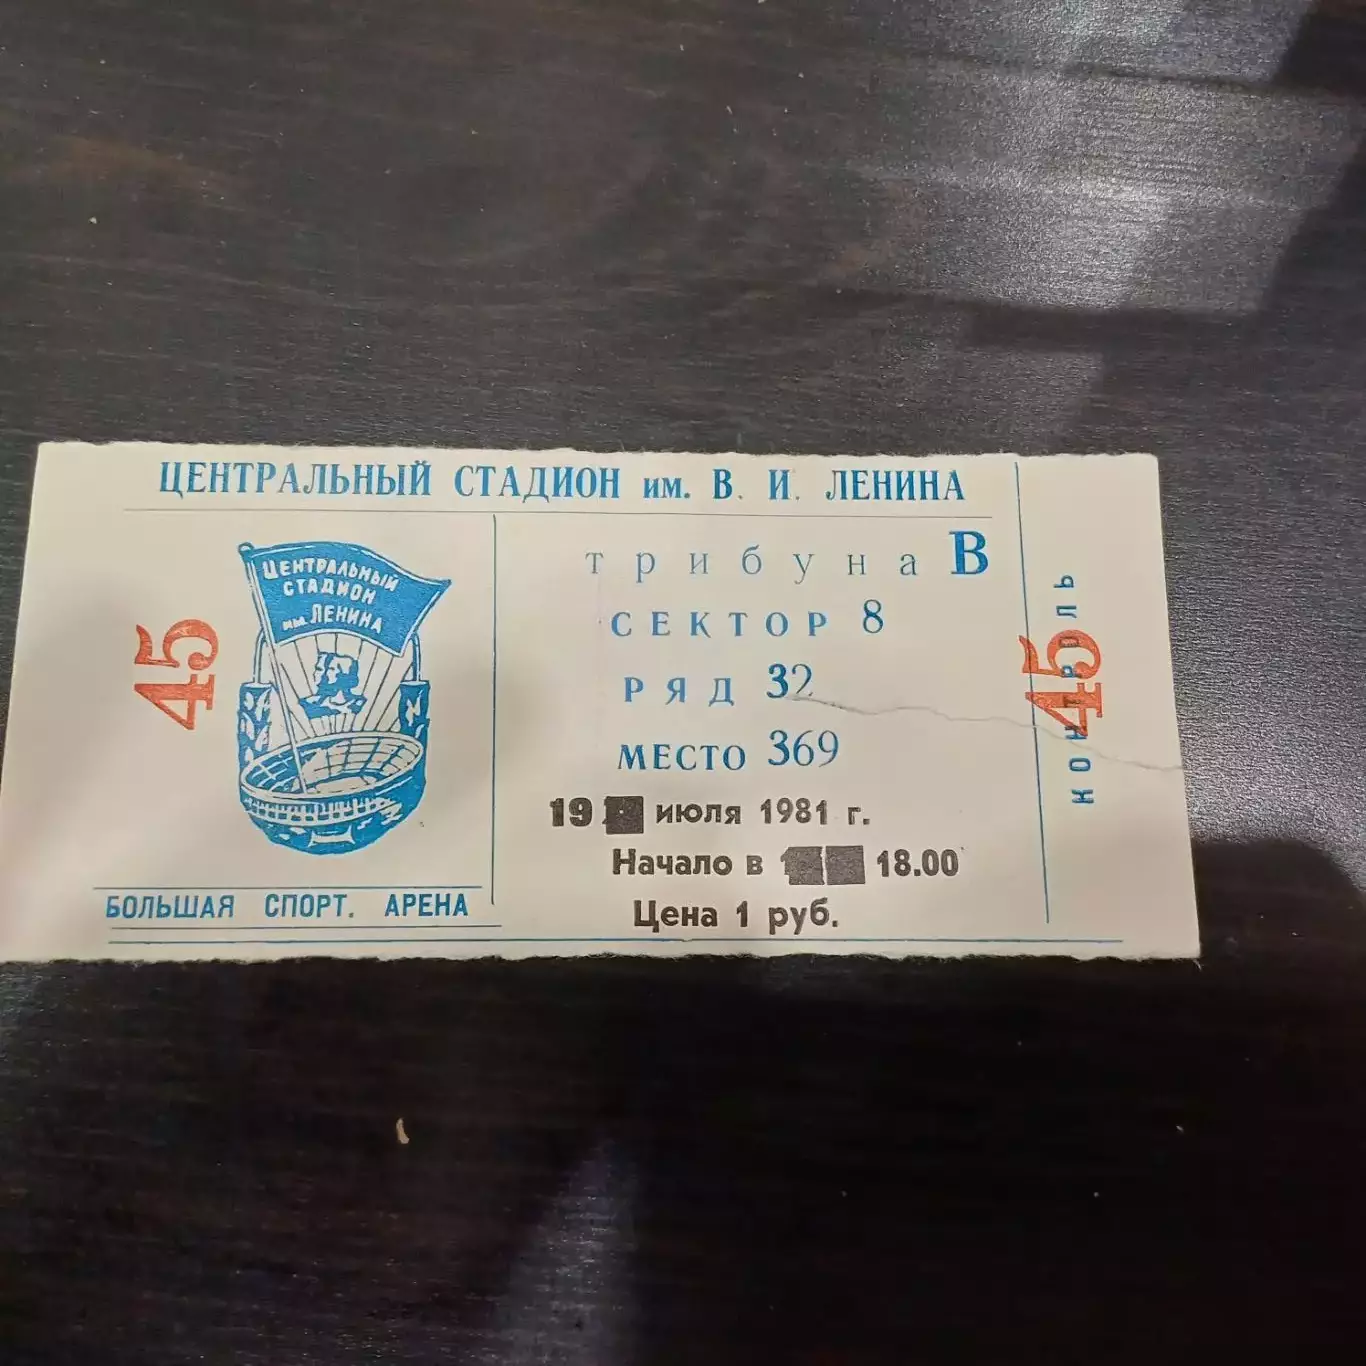 ЦЕНТРАЛЬНЫЙ СТАДИОН им. В. И. ЛЕНИНА
45
ЦЕНТРАЛЬНЫЙ
СТАДИОН
им. ЛЕНИНА
БОЛЬШАЯ СПОРТ. АРЕНА
трибуна В
СЕКТОР 8
РЯД 32
МЕСТО 369
19 июля 1981 г.
Начало в 18.00
Цена 1 руб.
45
КОНТРОЛЬ